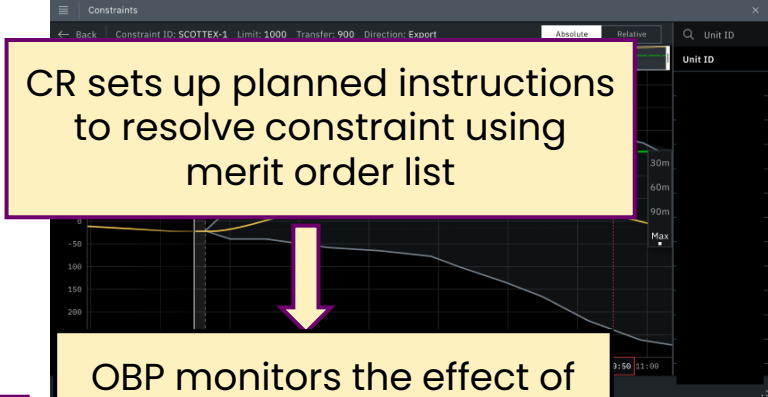 Constraints
← Back Constraint ID: SCOTTEX-1 Limit: 1000 Transfer: 900 Direction: Export Absolute Relative Unit ID
Unit ID
CR sets up planned instructions
to resolve constraint using
merit order list
30m
60m
90m
Max
0
-50
100
150
200
OBP monitors the effect of
:50 11:00